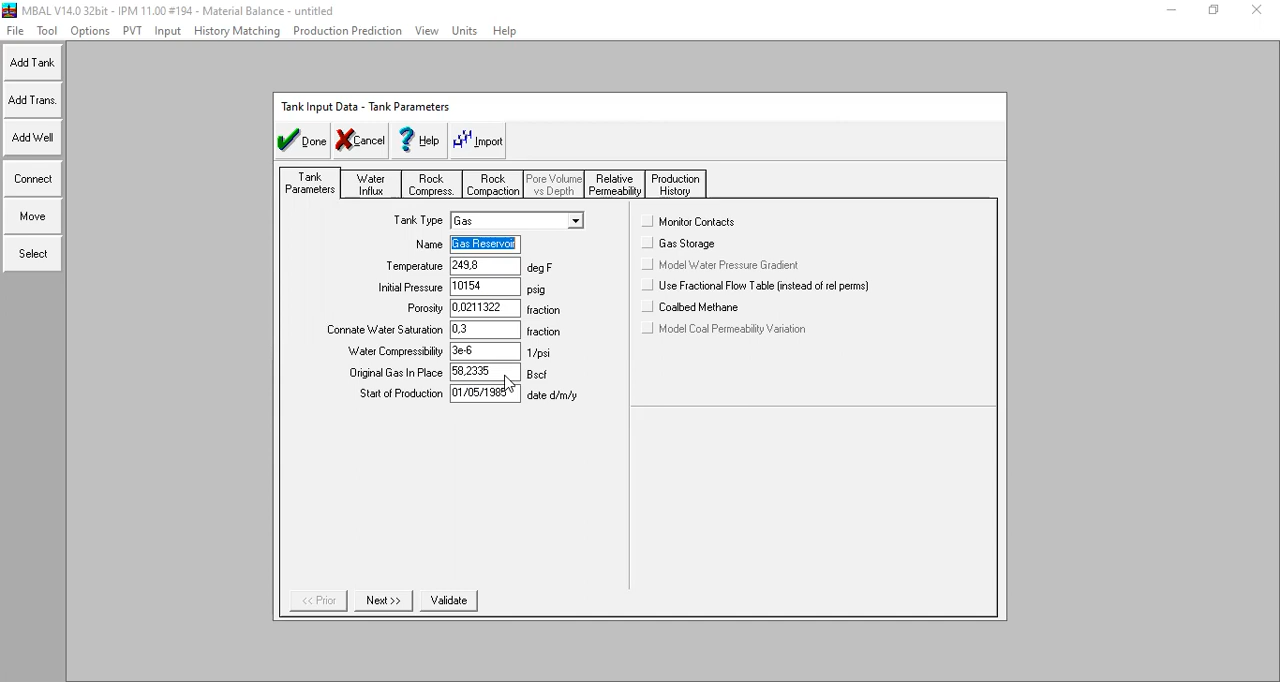 MBAL V14.0 32bit - IPM 11.00 #194 - Material Balance - untitled
File Tool Options PVT Input History Matching Production Prediction View Units Help
Add Tank
Add Trans.
Add Well
Connect
Move
Select
Tank Input Data - Tank Parameters
Done Cancel Help Import
Tank Parameters
Water Influx
Rock Compress.
Rock Compaction
Pore Volume vs Depth
Relative Permeability
Production History
Tank Type Gas
Name Gas Reservoir
Temperature 249,8 deg F
Initial Pressure 10154 psig
Porosity 0,0211322 fraction
Connate Water Saturation 0,3 fraction
Water Compressibility 3e-6 1/psi
Original Gas In Place 58,2335 Bscf
Start of Production 01/05/1985 date d/m/y
Monitor Contacts
Gas Storage
Model Water Pressure Gradient
Use Fractional Flow Table (instead of rel perms)
Coalbed Methane
Model Coal Permeability Variation
<< Prior Next >> Validate